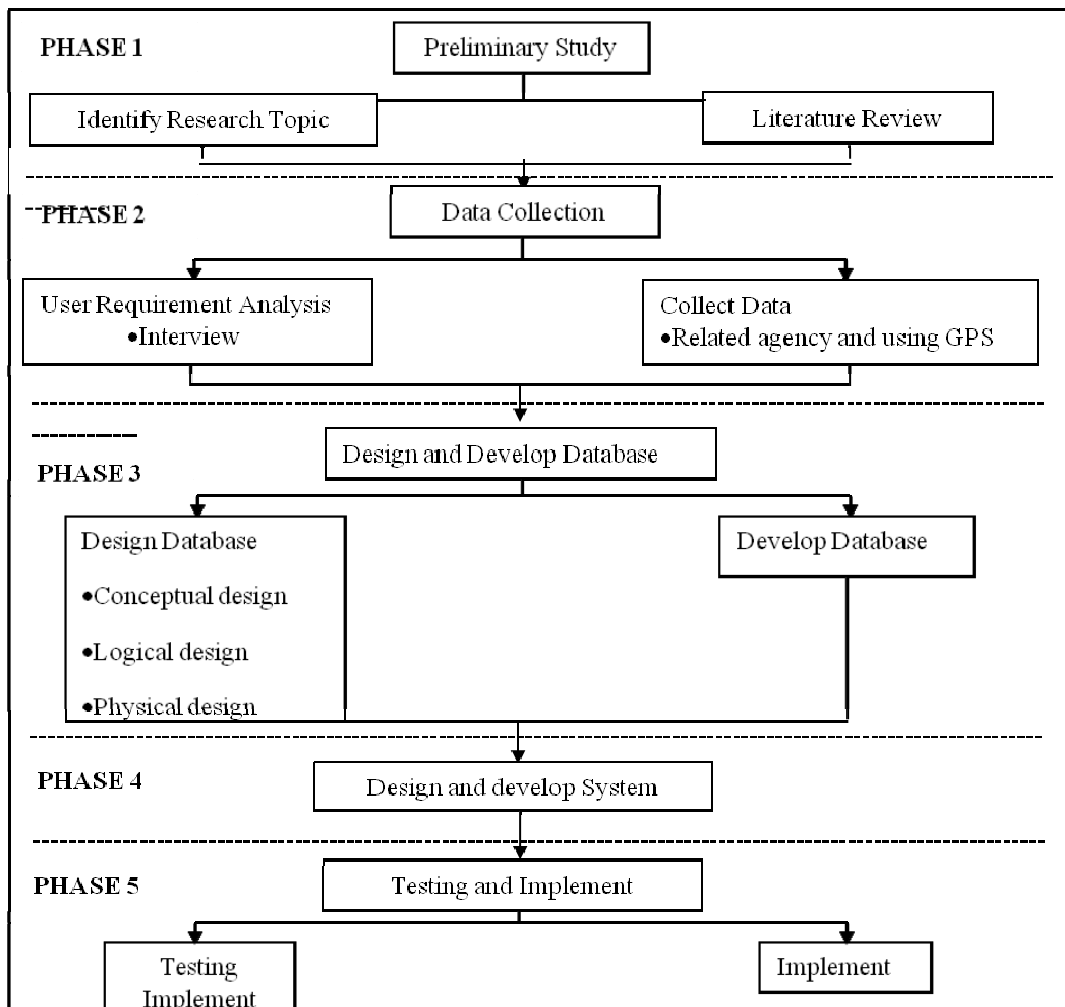 PHASE 1
Preliminary Study
Identify Research Topic
Literature Review
PHASE 2
Data Collection
User Requirement Analysis
•Interview
Collect Data
•Related agency and using GPS
Design and Develop Database
PHASE 3
Design Database
•Conceptual design
•Logical design
•Physical design
Develop Database
PHASE 4
Design and develop System
PHASE 5
Testing and Implement
Testing
Implement
Implement